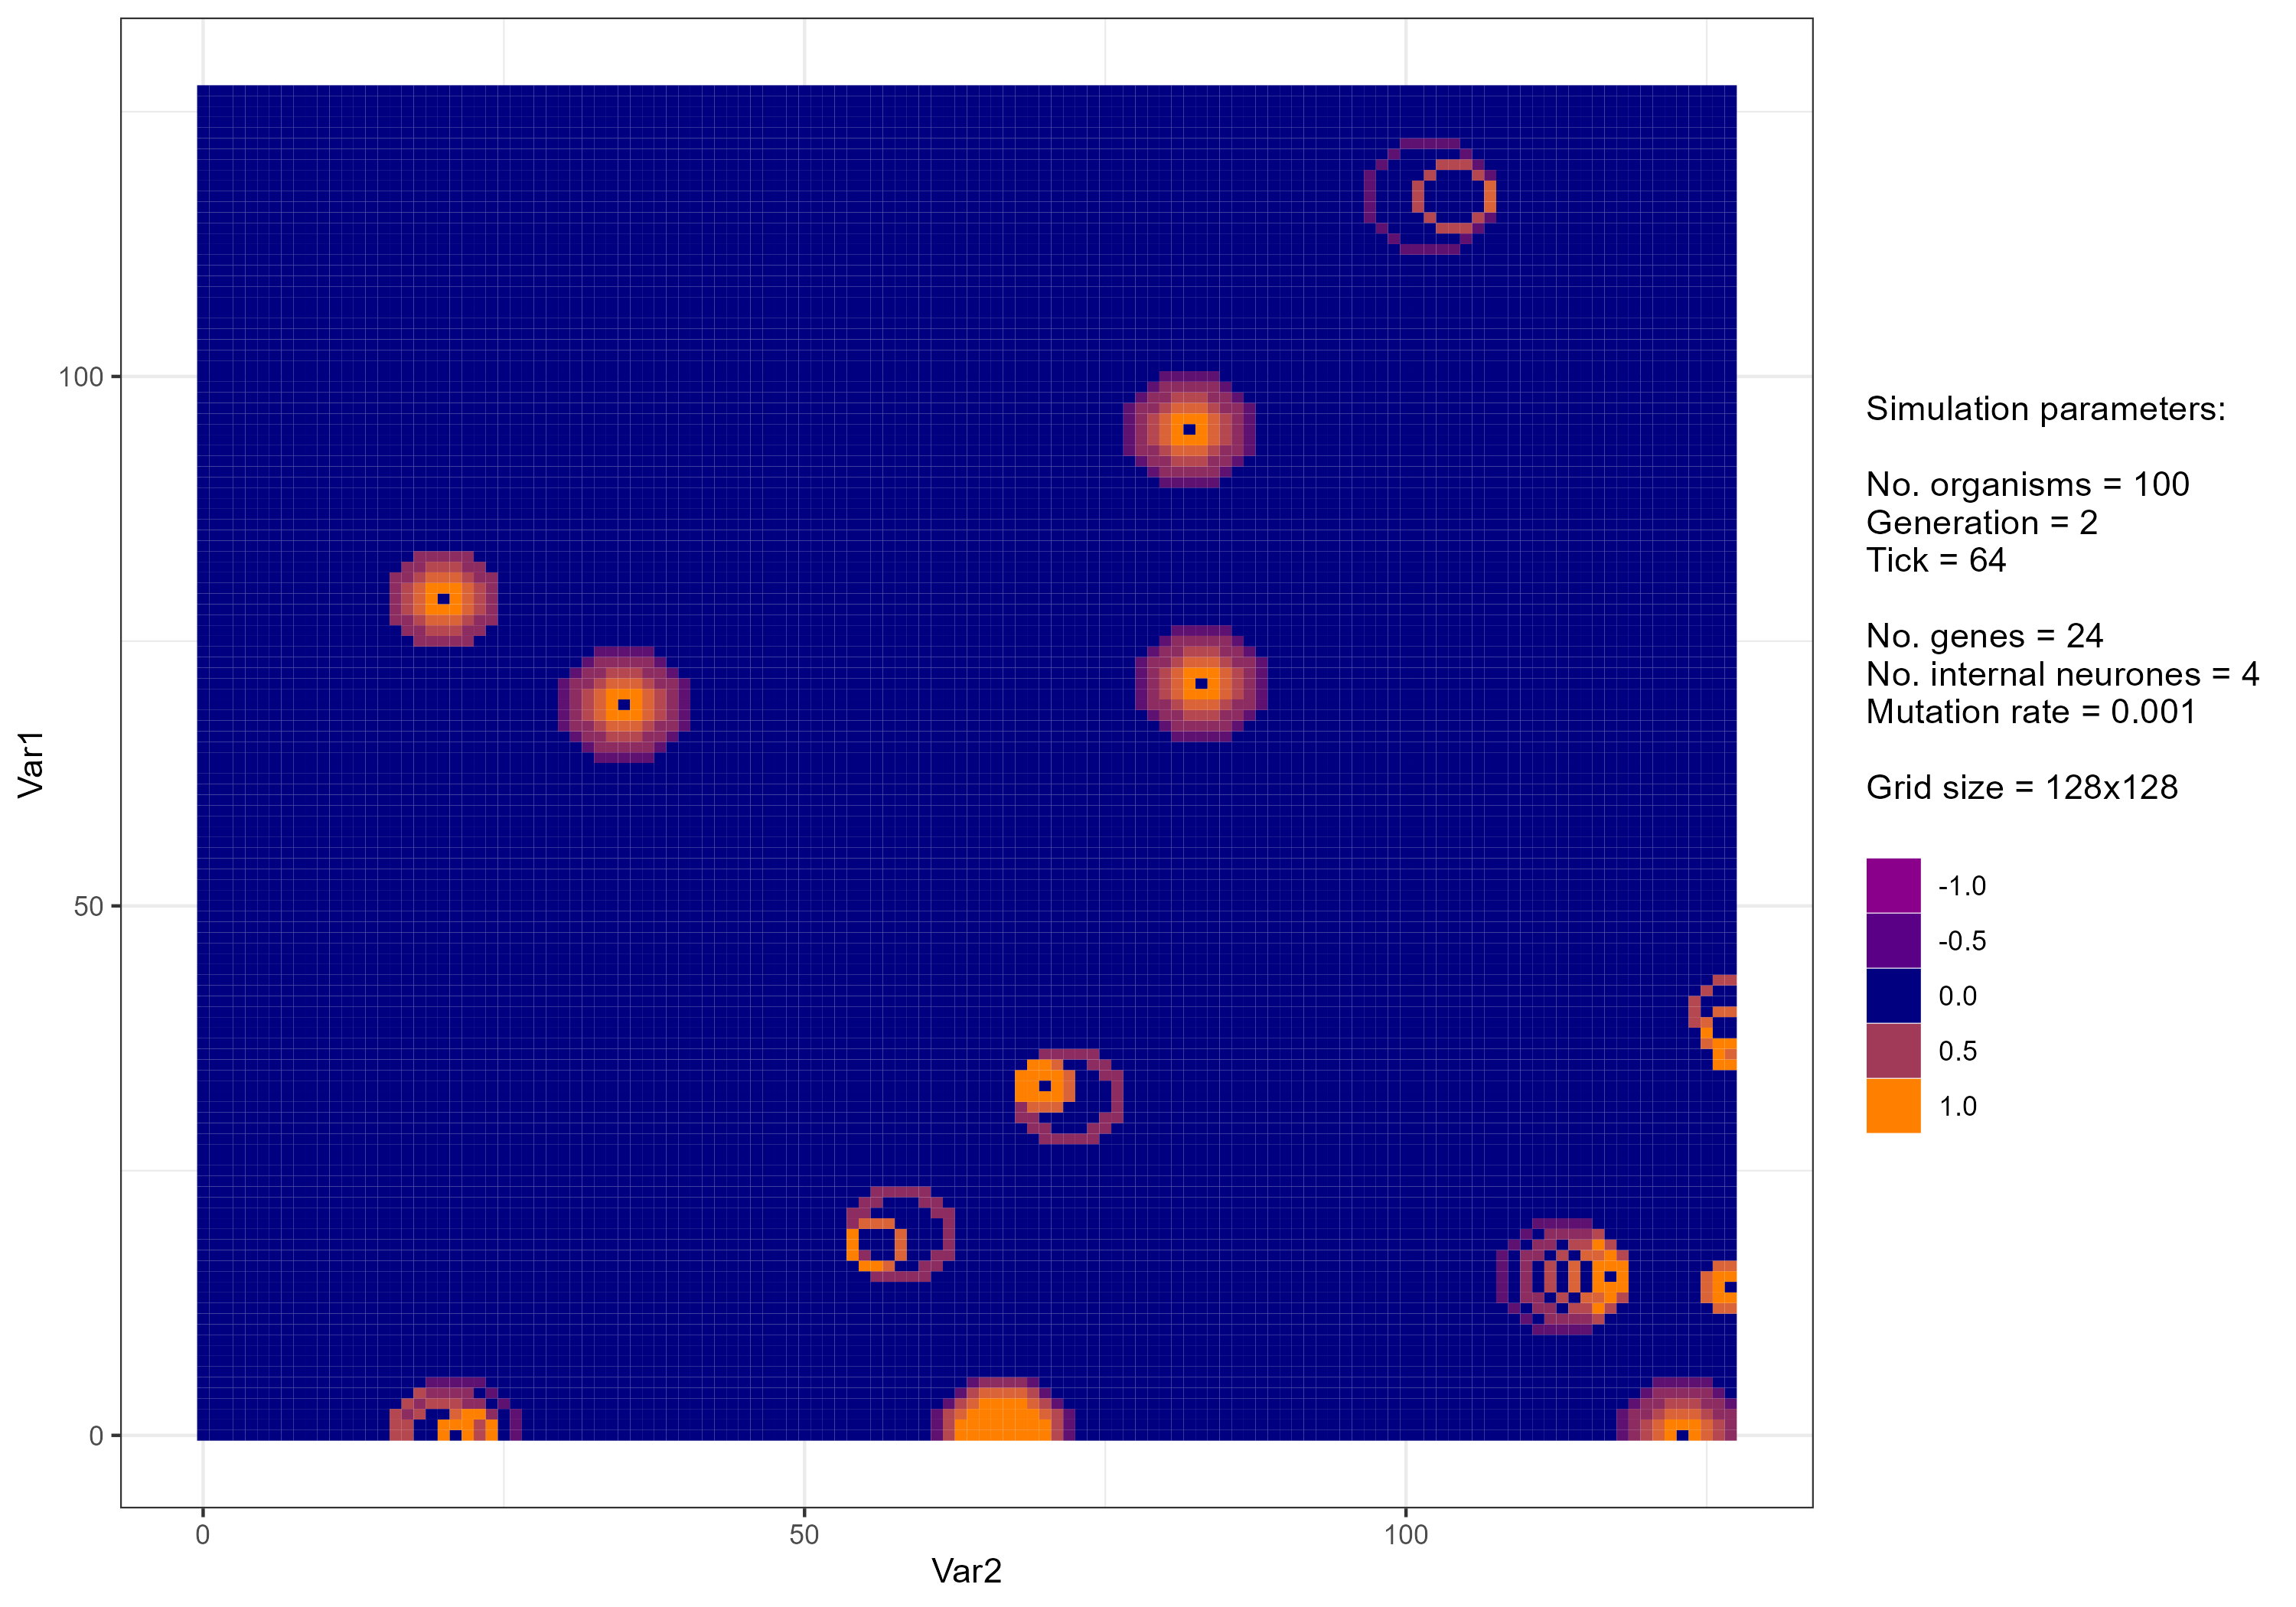 100
50
0
0
50
100
Var1
Var2
Simulation parameters:
No. organisms = 100
Generation = 2
Tick = 64
No. genes = 24
No. internal neurones = 4
Mutation rate = 0.001
Grid size = 128x128
-1.0
-0.5
0.0
0.5
1.0